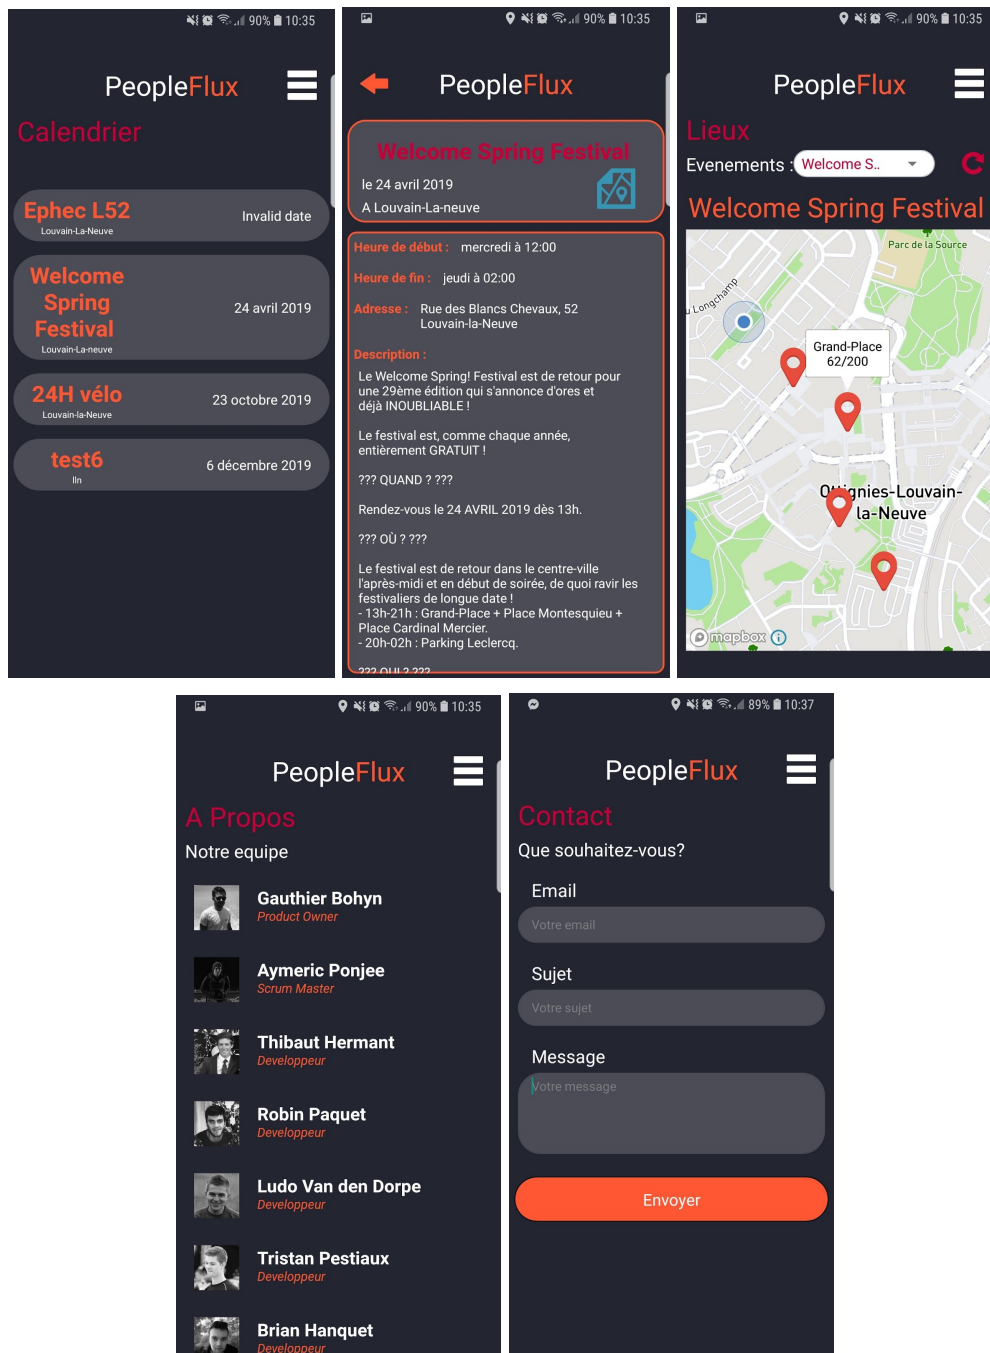 90% 10:35
PeopleFlux
Calendrier
Ephec L52
Louvain-La-Neuve
Invalid date
Welcome
Spring
Festival
Louvain-La-neuve
24 avril 2019
24H vélo
Louvain-la-Neuve
23 octobre 2019
test6
lln
6 décembre 2019
90% 10:35
PeopleFlux
Welcome Spring Festival
le 24 avril 2019
A Louvain-La-neuve
Heure de début : mercredi à 12:00
Heure de fin : jeudi à 02:00
Adresse : Rue des Blancs Chevaux, 52
Louvain-la-Neuve
Description :
Le Welcome Spring! Festival est de retour pour
une 29ème édition qui s'annonce d'ores et
déjà INOUBLIABLE !
Le festival est, comme chaque année,
entièrement GRATUIT !
??? QUAND ? ???
Rendez-vous le 24 AVRIL 2019 dès 13h.
??? OÙ ? ???
Le festival est de retour dans le centre-ville
l'après-midi et en début de soirée, de quoi ravir les
festivaliers de longue date !
- 13h-21h : Grand-Place + Place Montesquieu +
Place Cardinal Mercier.
- 20h-02h : Parking Leclercq.
??? QUI ? ???
90% 10:35
PeopleFlux
Lieux
Evenements : Welcome S..
Welcome Spring Festival
Parc de la Source
u Longchamp
Grand-Place
62/200
Ottignies-Louvain-
la-Neuve
mapbox
90% 10:35
PeopleFlux
A Propos
Notre equipe
Gauthier Bohyn
Product Owner
Aymeric Ponjee
Scrum Master
Thibaut Hermant
Developpeur
Robin Paquet
Developpeur
Ludo Van den Dorpe
Developpeur
Tristan Pestiaux
Developpeur
Brian Hanquet
Developpeur
89% 10:37
PeopleFlux
Contact
Que souhaitez-vous?
Email
Votre email
Sujet
Votre sujet
Message
Votre message
Envoyer